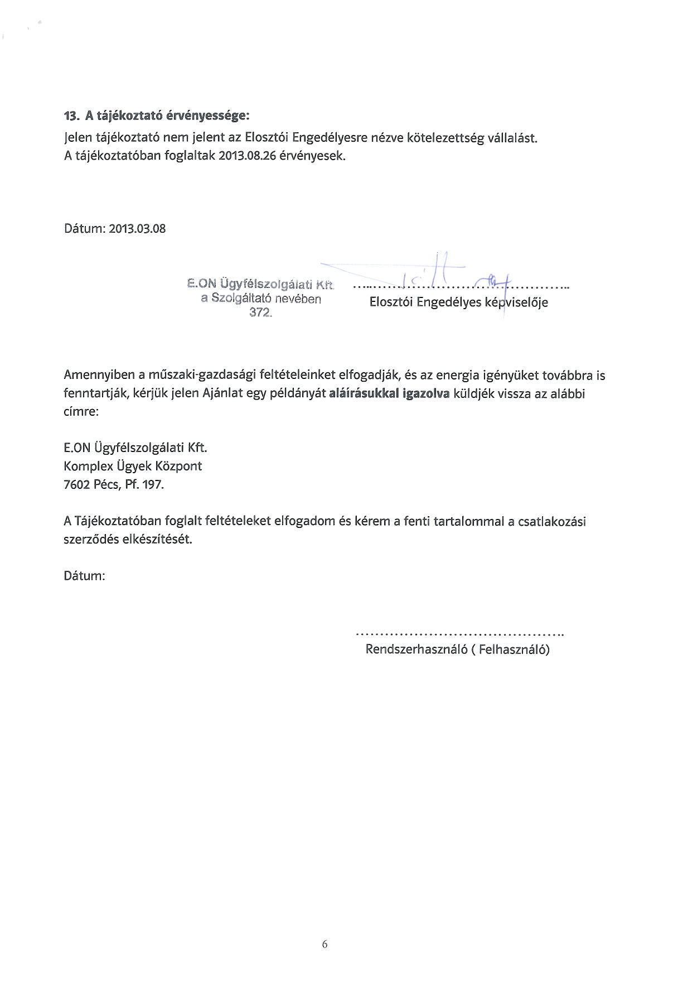 13. A tájékoztató érvényessége:
Jelen tájékoztató nem jelent az Elosztói Engedélyesre nézve kötelezettség vállalást.
A tájékoztatóban foglaltak 2013.08.26 érvényesek.
Dátum: 2013.03.08
E.ON Ügyfélszolgálati Kft.
a Szolgáltató nevében
372.
..............................................
Elosztói Engedélyes képviselője
Amennyiben a műszaki-gazdasági feltételeinket elfogadják, és az energia igényüket továbbra is
fenntartják, kérjük jelen Ajánlat egy példányát aláírásukkal igazolva küldjék vissza az alábbi
címre:
E.ON Ügyfélszolgálati Kft.
Komplex Ügyek Központ
7602 Pécs, Pf. 197.
A Tájékoztatóban foglalt feltételeket elfogadom és kérem a fenti tartalommal a csatlakozási
szerződés elkészítését.
Dátum:
............................................
Rendszerhasználó ( Felhasználó)
6